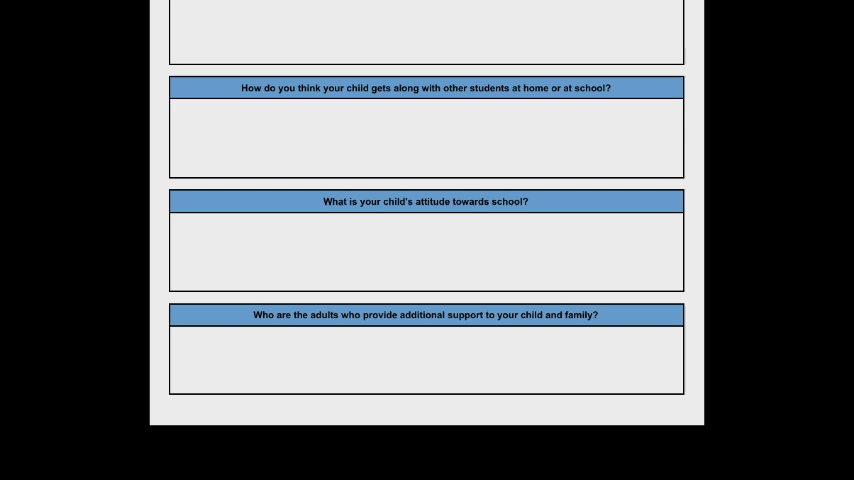 How do you think your child gets along with other students at home or at school?
What is your child's attitude towards school?
Who are the adults who provide additional support to your child and family?